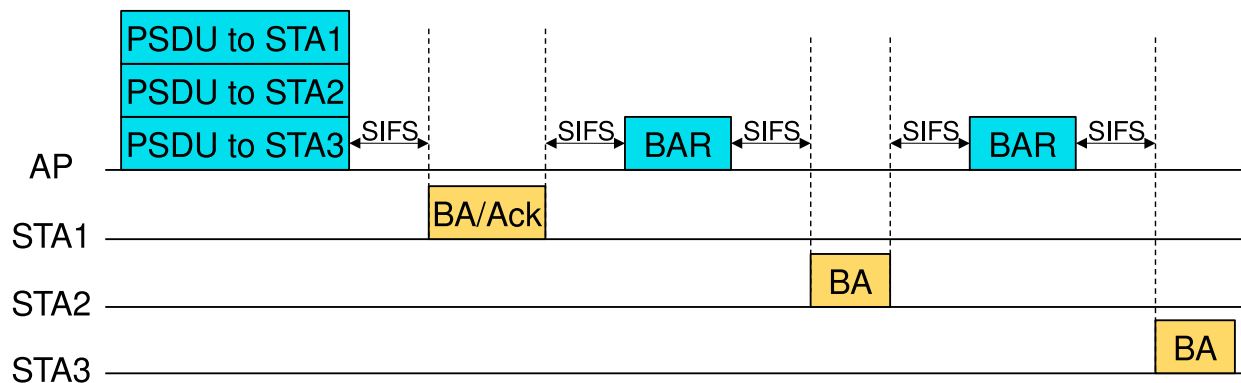 PSDU to STA1
PSDU to STA2
PSDU to STA3
SIFS
SIFS
BAR
SIFS
SIFS
BAR
SIFS
AP
BA/Ack
STA1
BA
STA2
BA
STA3